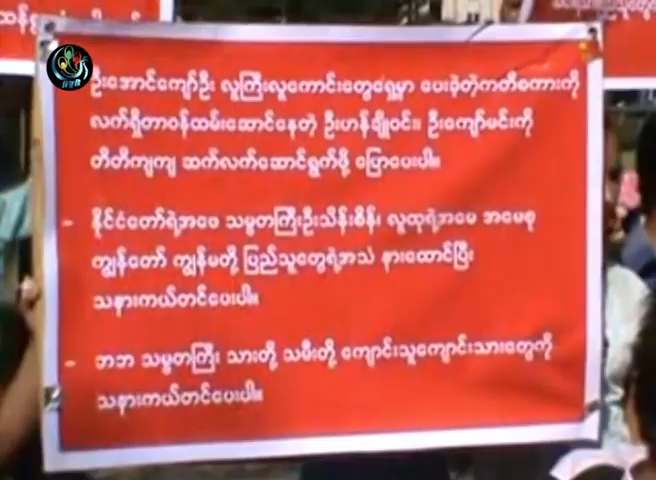 ဦးအောင်ကျော်ဦး လူကြီးလူကောင်းတွေရှေ့မှာ ပေးခဲ့တဲ့ကတိစကားကို
လက်ရှိတာဝန်ထမ်းဆောင်နေတဲ့ ဦးဟန်ချိုဝင်း၊ ဦးကျော်မင်းကို
တိတိကျကျ ဆက်လက်ဆောင်ရွက်ဖို့ ပြောပေးပါ။
- နိုင်ငံတော်ရဲ့အဖေ သမ္မတကြီးဦးသိန်းစိန်၊ လူထုရဲ့အမေ အမေစု
ကျွန်တော် ကျွန်မတို့ ပြည်သူတွေရဲ့အသံ နားထောင်ပြီး
သနားကယ်တင်ပေးပါ။
- ဘဘ သမ္မတကြီး သားတို့ သမီးတို့ ကျောင်းသူကျောင်းသားတွေကို
သနားကယ်တင်ပေးပါ။